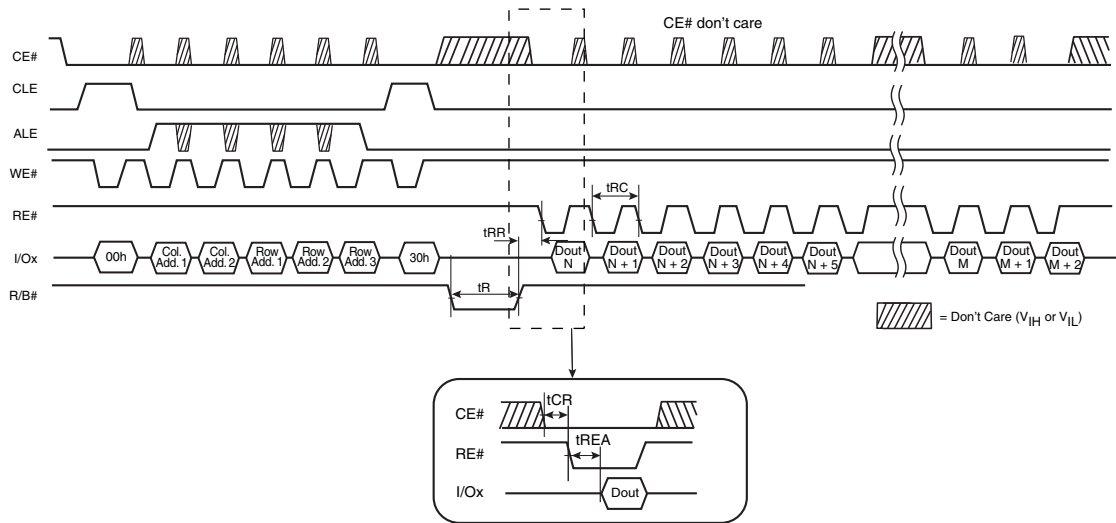 CE# don't care
CE#
CLE
ALE
WE#
tRC
RE#
tRR
I/Ox
00h
Col. Add. 1
Col. Add. 2
Row Add. 1
Row Add. 2
Row Add. 3
30h
Dout N
Dout N + 1
Dout N + 2
Dout N + 3
Dout N + 4
Dout N + 5
Dout M
Dout M + 1
Dout M + 2
tR
R/B#
= Don't Care (VIH or VIL)
tCR
CE#
tREA
RE#
I/Ox
Dout